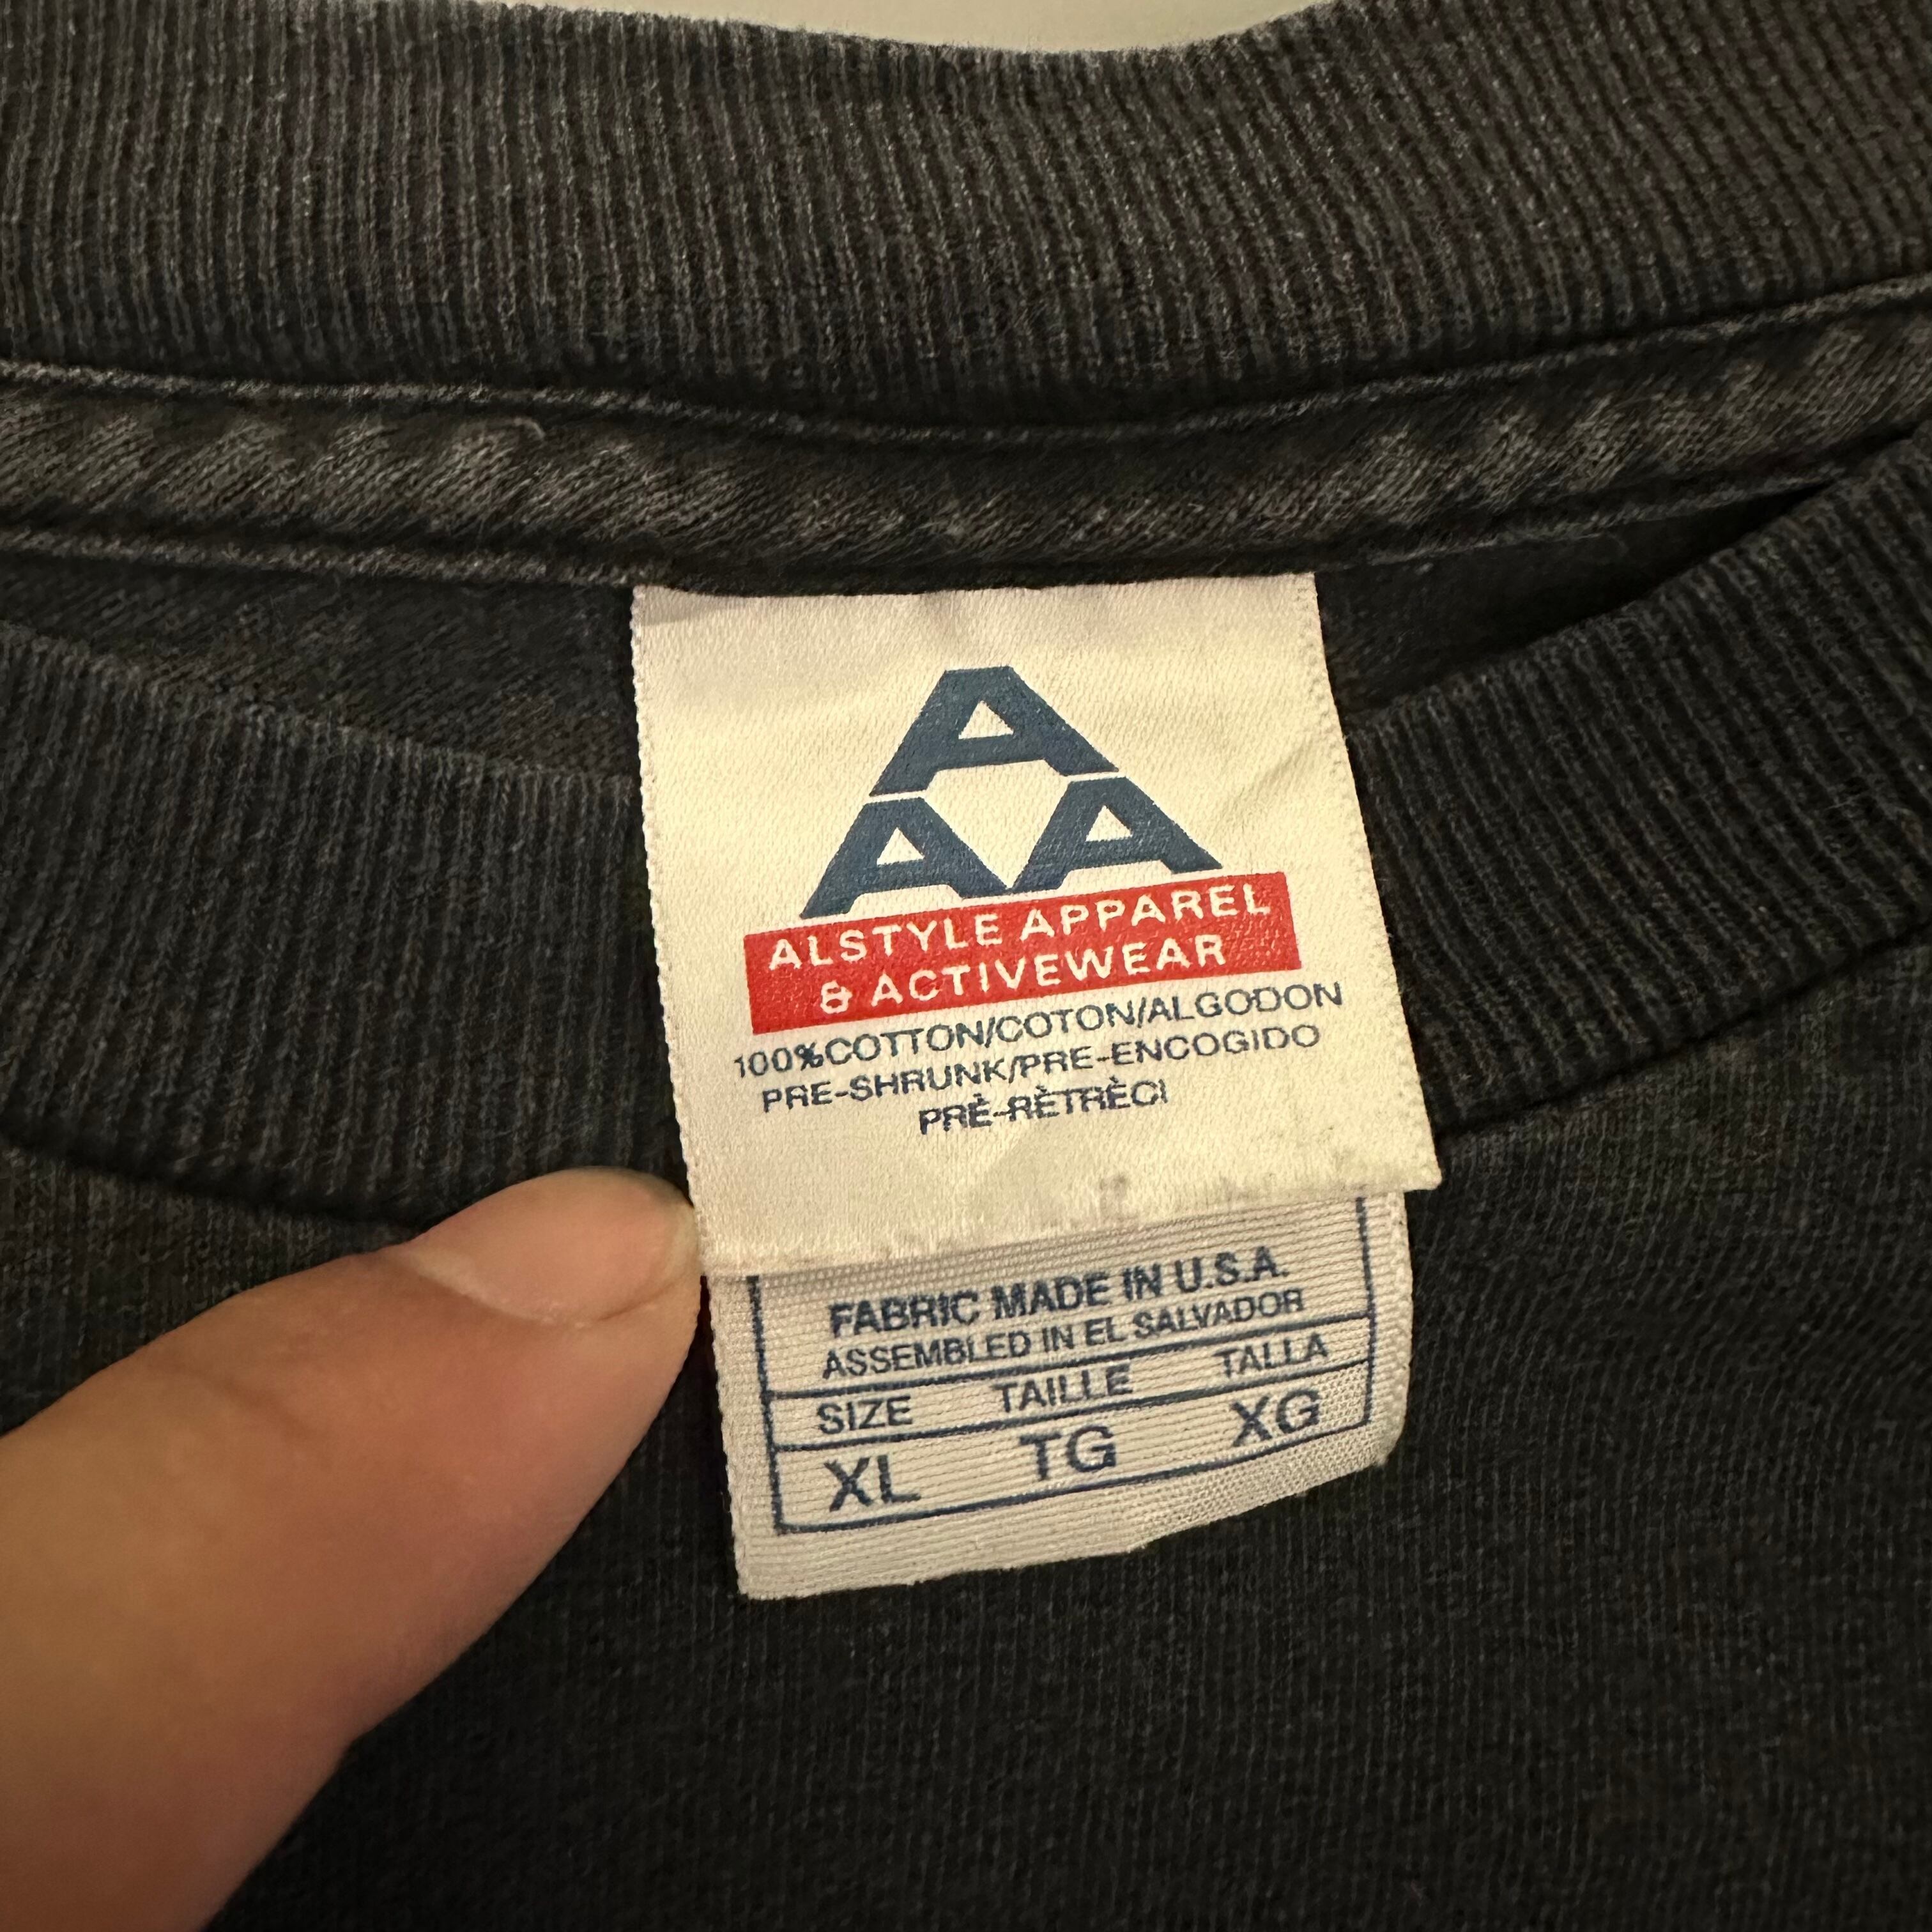 A
AA
ALSTYLE APPAREL
& ACTIVEWEAR
100%COTTON/COTON/ALGODON
PRE-SHRUNK/PRE-ENCOGIDO
PRÈ-RÈTRÈCI
FABRIC MADE IN U.S.A.
ASSEMBLED IN EL SALVADOR
SIZE TAILLE TALLA
XL TG XG